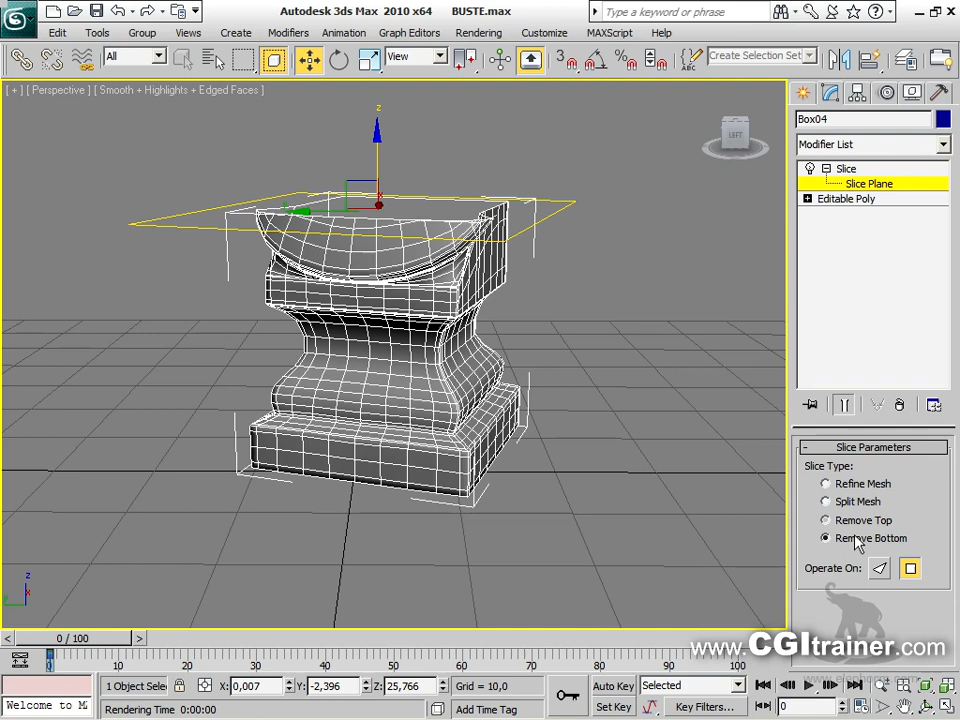 Autodesk 3ds Max 2010 x64 BUSTE.max
Type a keyword or phrase
Edit Tools Group Views Create Modifiers Animation Graph Editors Rendering Customize MAXScript Help
All View 3 Create Selection Set
ABC
[ + ] [ Perspective ] [ Smooth + Highlights + Edged Faces ]
z
LEFT
x
y
z
x
Box04
Modifier List
Slice
Slice Plane
Editable Poly
Slice Parameters
Slice Type:
Refine Mesh
Split Mesh
Remove Top
Remove Bottom
Operate On:
www.CGItrainer.com
0 / 100
0 10 20 30 40 50 60 70 80 90 100
1 Object Selec X: 0,007 Y: -2,396 Z: 25,766 Grid = 10,0 Auto Key Selected
Welcome to M Rendering Time 0:00:00 Add Time Tag Set Key Key Filters... 0